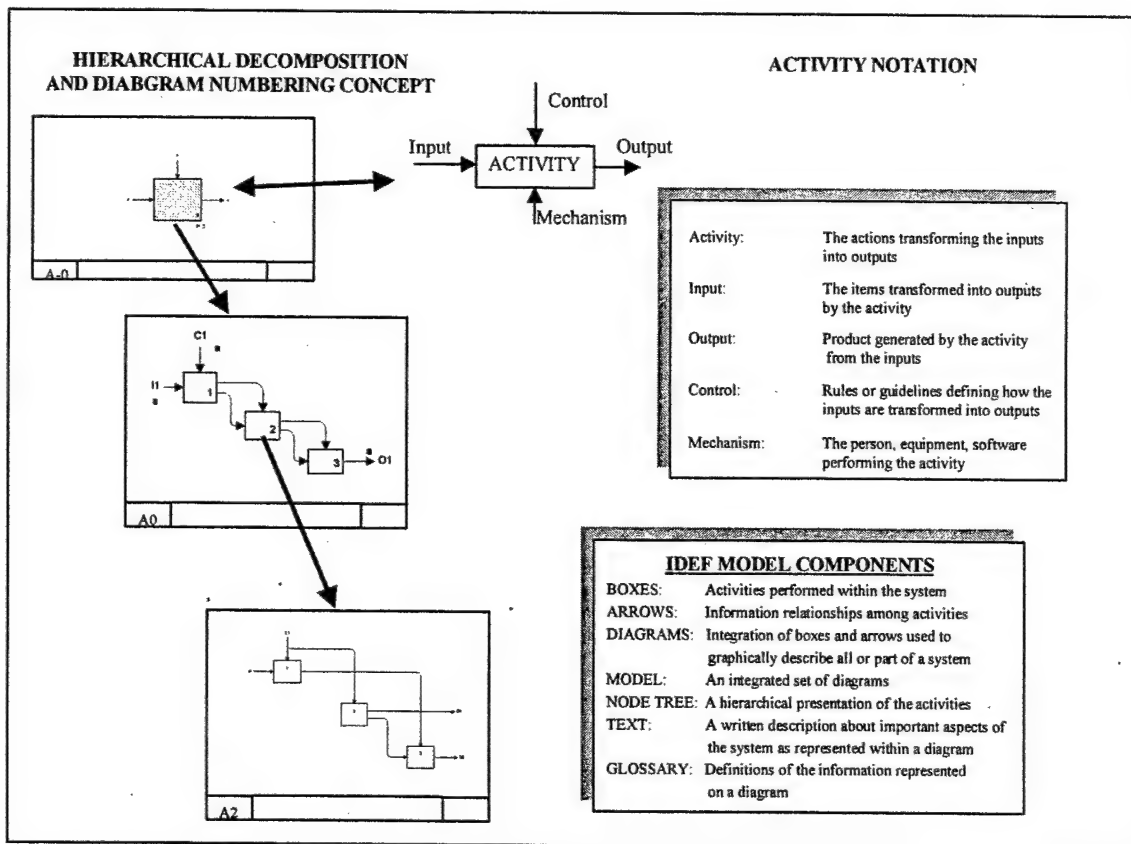 HIERARCHICAL DECOMPOSITION
AND DIABGRAM NUMBERING CONCEPT
ACTIVITY NOTATION
Control
Input
ACTIVITY
Output
Mechanism
A-0
C1
I1
1
2
3
O1
A0
A2
Activity: The actions transforming the inputs
into outputs
Input: The items transformed into outputs
by the activity
Output: Product generated by the activity
from the inputs
Control: Rules or guidelines defining how the
inputs are transformed into outputs
Mechanism: The person, equipment, software
performing the activity
IDEF MODEL COMPONENTS
BOXES: Activities performed within the system
ARROWS: Information relationships among activities
DIAGRAMS: Integration of boxes and arrows used to
graphically describe all or part of a system
MODEL: An integrated set of diagrams
NODE TREE: A hierarchical presentation of the activities
TEXT: A written description about important aspects of
the system as represented within a diagram
GLOSSARY: Definitions of the information represented
on a diagram